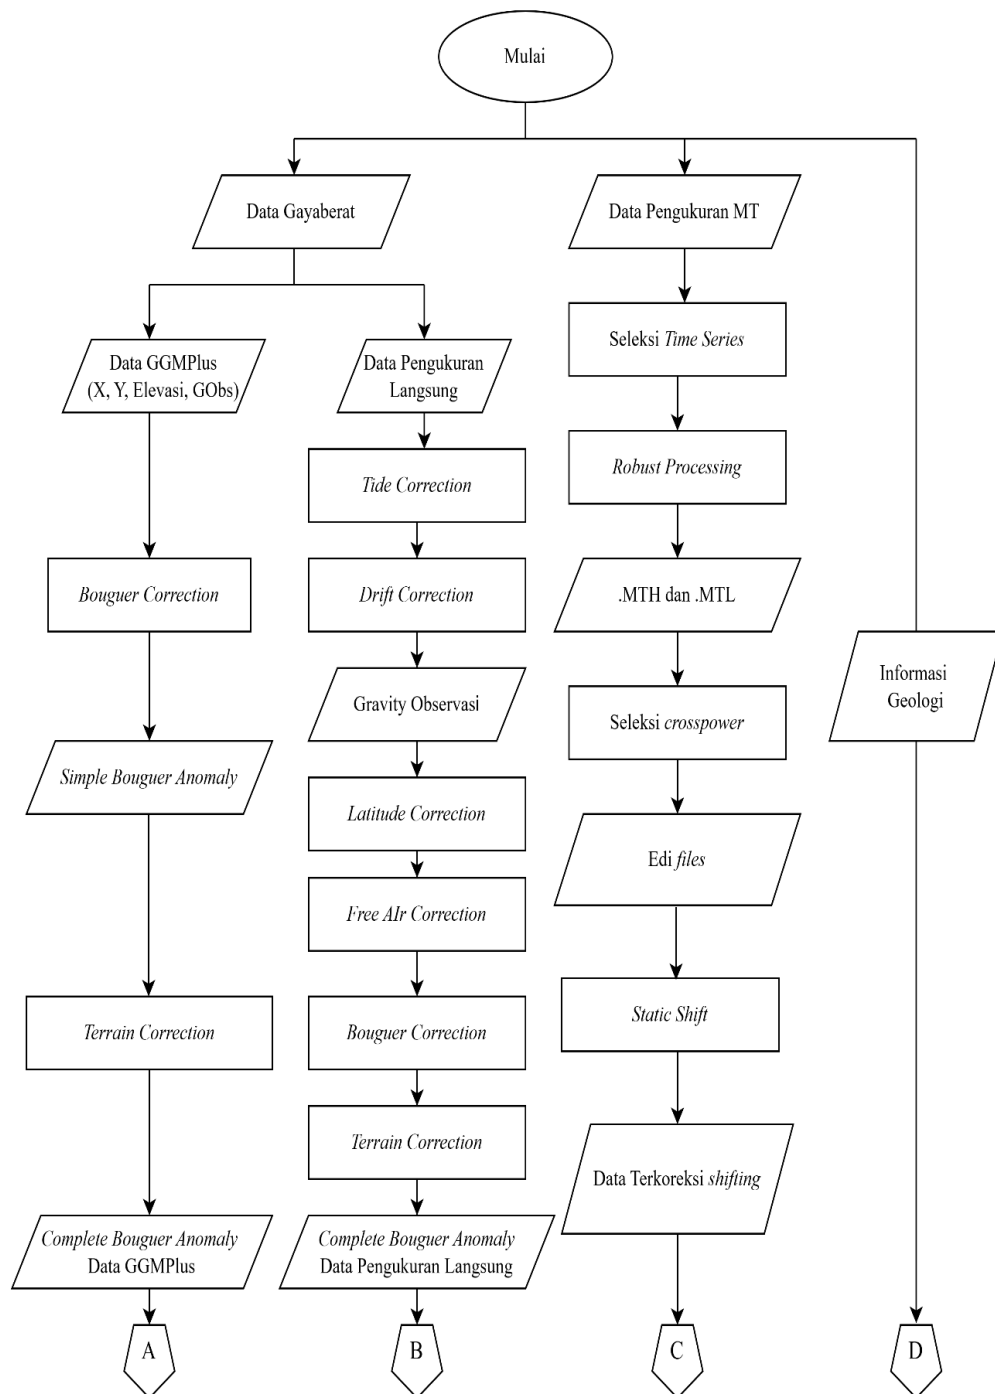 Mulai
Data Gayaberat
Data Pengukuran MT
Data GGMPlus
(X, Y, Elevasi, GObs)
Data Pengukuran
Langsung
Seleksi Time Series
Tide Correction
Robust Processing
Bouguer Correction
Drift Correction
.MTH dan .MTL
Gravity Observasi
Seleksi crosspower
Informasi
Geologi
Simple Bouguer Anomaly
Latitude Correction
Edi files
Free AIr Correction
Terrain Correction
Bouguer Correction
Static Shift
Terrain Correction
Data Terkoreksi shifting
Complete Bouguer Anomaly
Data GGMPlus
Complete Bouguer Anomaly
Data Pengukuran Langsung
A
B
C
D